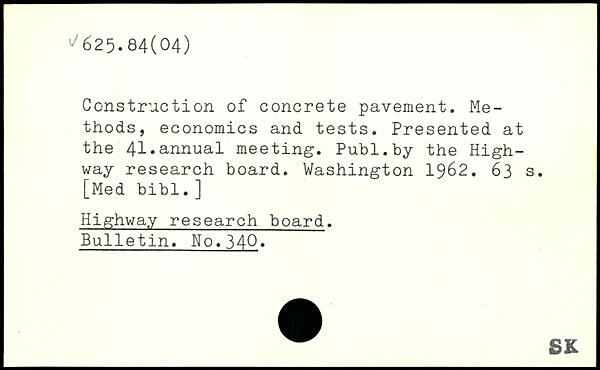 √625.84(04)
Construction of concrete pavement. Me-
thods, economics and tests. Presented at
the 41.annual meeting. Publ.by the High-
way research board. Washington 1962. 63 s.
[Med bibl.]
Highway research board.
Bulletin. No.340.
SK